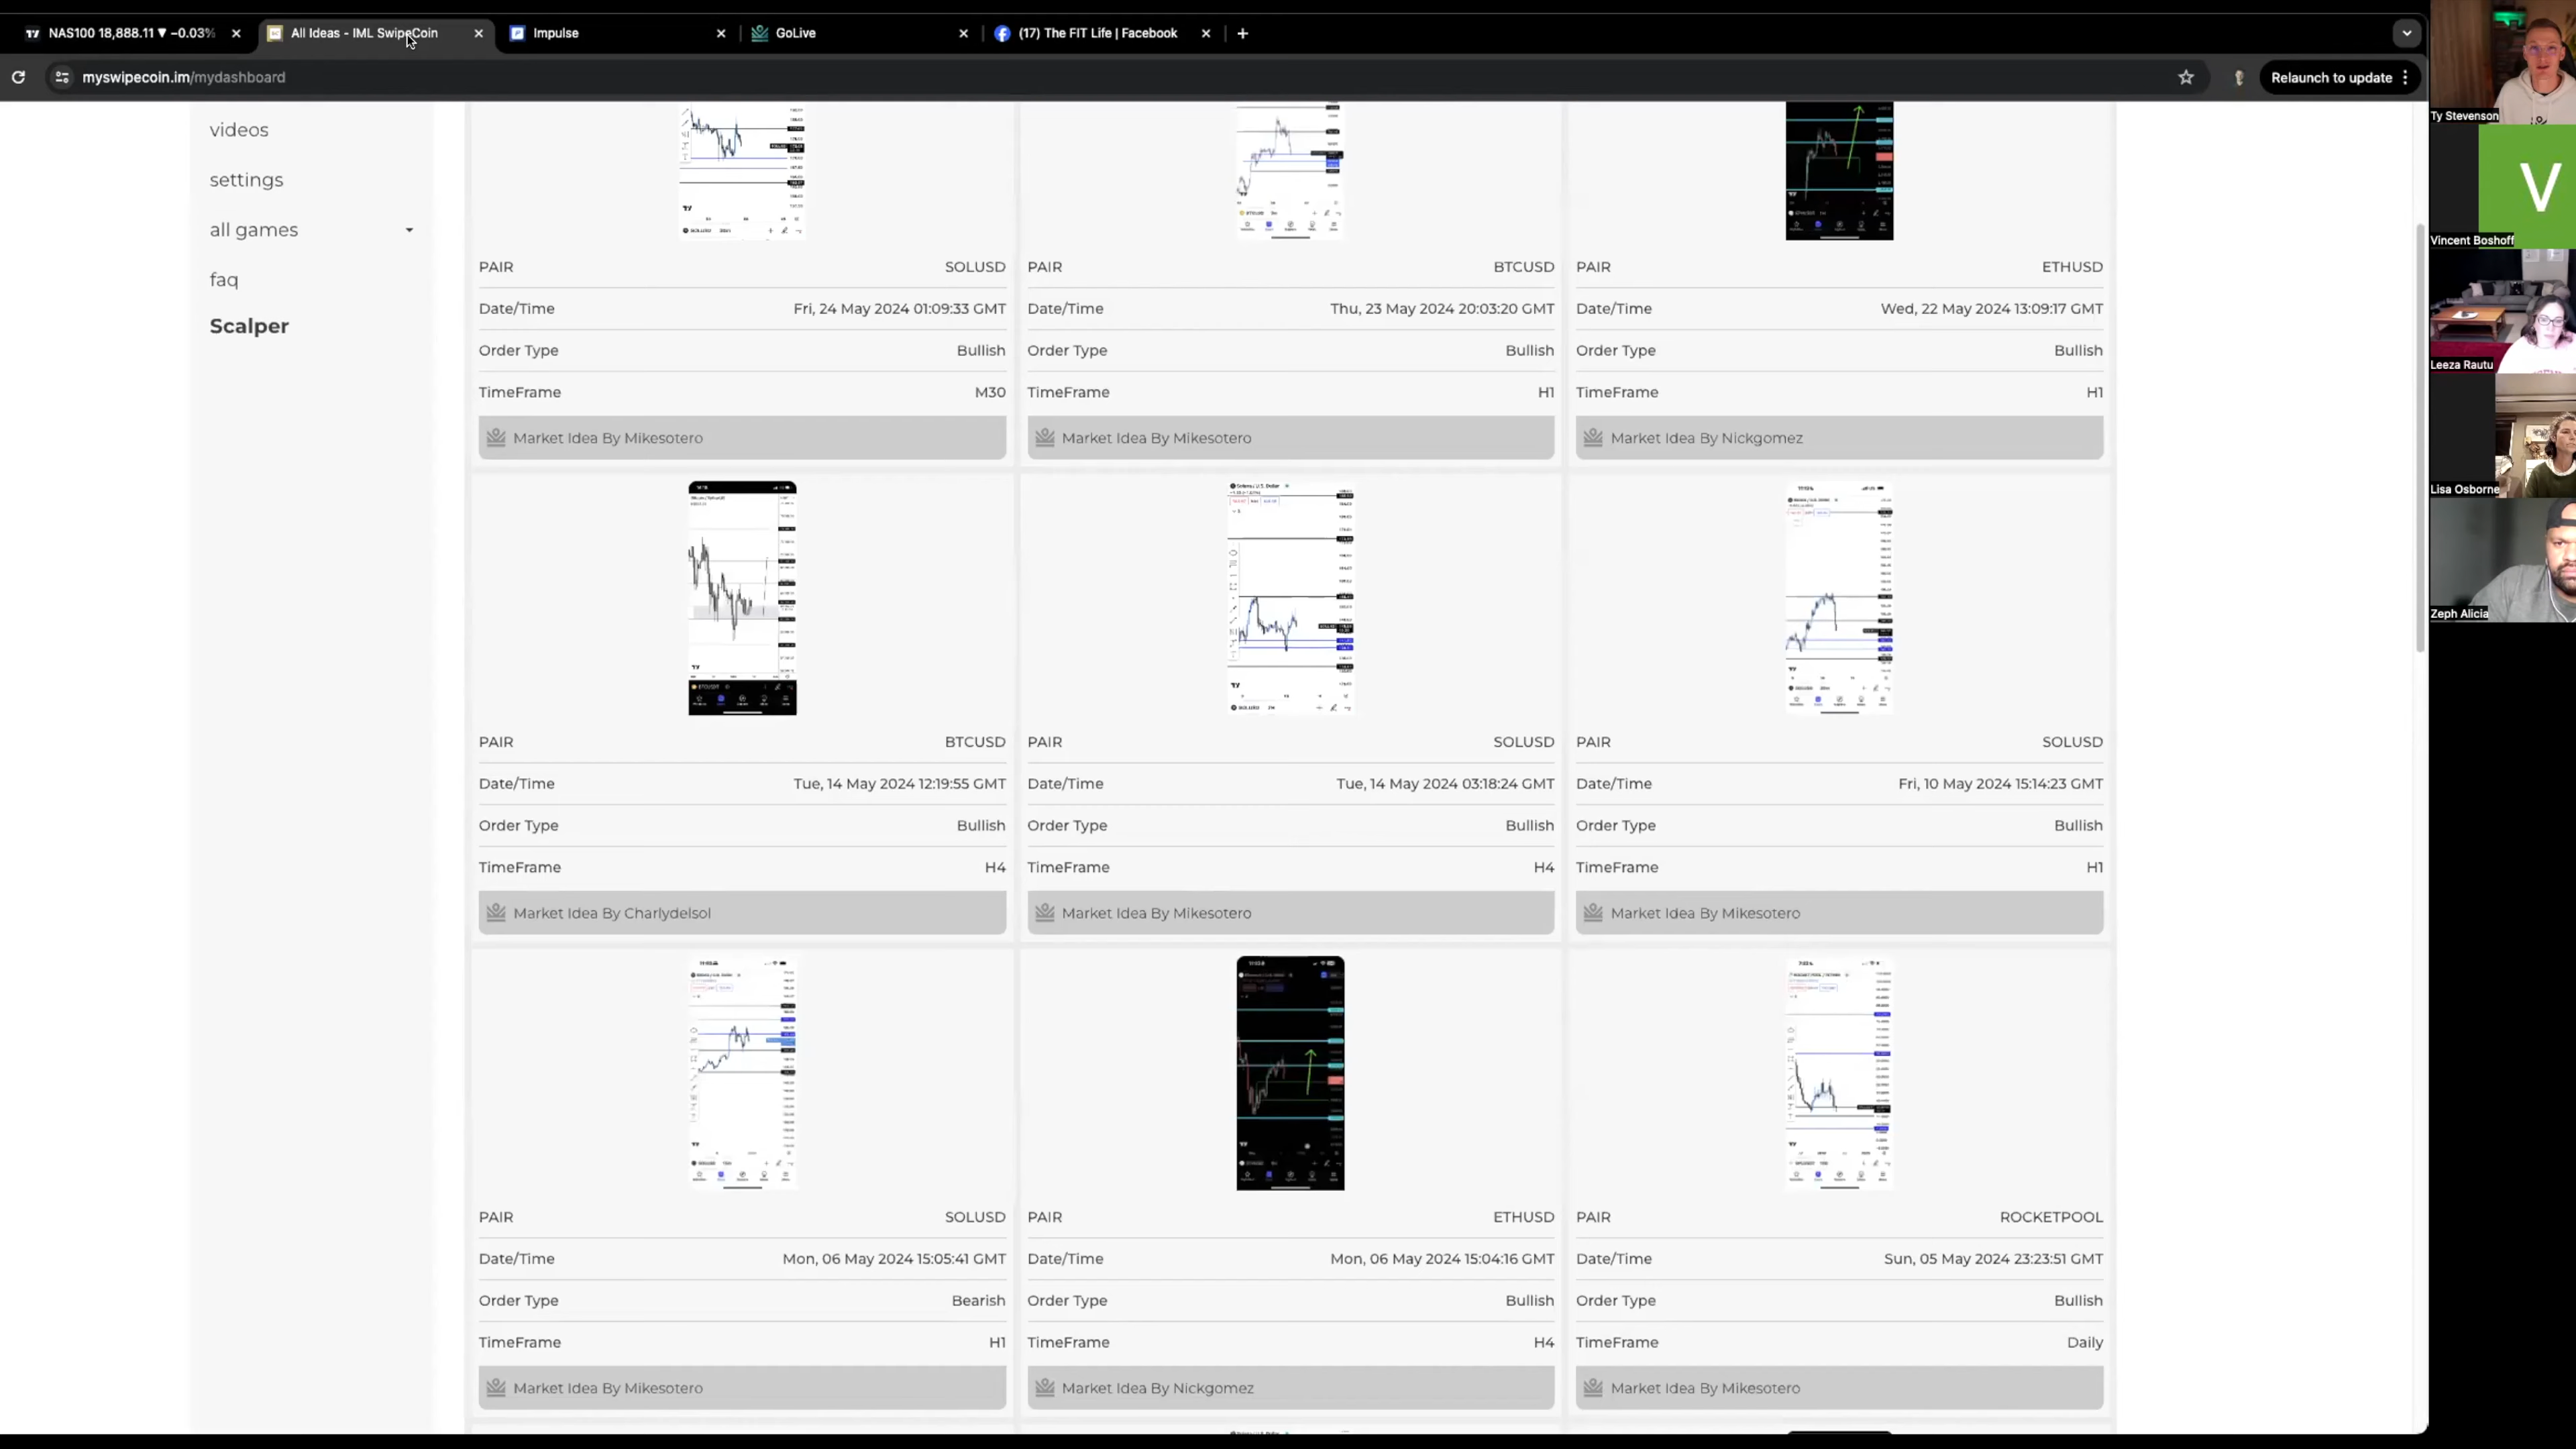 NAS100 18,888.11 ▼ −0.03%
All Ideas - IML SwipeCoin
Impulse
GoLive
(17) The FIT Life | Facebook
myswipecoin.im/mydashboard
Relaunch to update
videos
settings
all games
faq
Scalper
PAIR SOLUSD
Date/Time Fri, 24 May 2024 01:09:33 GMT
Order Type Bullish
TimeFrame M30
Market Idea By Mikesotero
PAIR BTCUSD
Date/Time Thu, 23 May 2024 20:03:20 GMT
Order Type Bullish
TimeFrame H1
Market Idea By Mikesotero
PAIR ETHUSD
Date/Time Wed, 22 May 2024 13:09:17 GMT
Order Type Bullish
TimeFrame H1
Market Idea By Nickgomez
PAIR BTCUSD
Date/Time Tue, 14 May 2024 12:19:55 GMT
Order Type Bullish
TimeFrame H4
Market Idea By Charlydelsol
PAIR SOLUSD
Date/Time Tue, 14 May 2024 03:18:24 GMT
Order Type Bullish
TimeFrame H4
Market Idea By Mikesotero
PAIR SOLUSD
Date/Time Fri, 10 May 2024 15:14:23 GMT
Order Type Bullish
TimeFrame H1
Market Idea By Mikesotero
PAIR SOLUSD
Date/Time Mon, 06 May 2024 15:05:41 GMT
Order Type Bearish
TimeFrame H1
Market Idea By Mikesotero
PAIR ETHUSD
Date/Time Mon, 06 May 2024 15:04:16 GMT
Order Type Bullish
TimeFrame H4
Market Idea By Nickgomez
PAIR ROCKETPOOL
Date/Time Sun, 05 May 2024 23:23:51 GMT
Order Type Bullish
TimeFrame Daily
Market Idea By Mikesotero
Ty Stevenson
V
Vincent Boshoff
Leeza Rautu
Lisa Osborne
Zeph Alicia